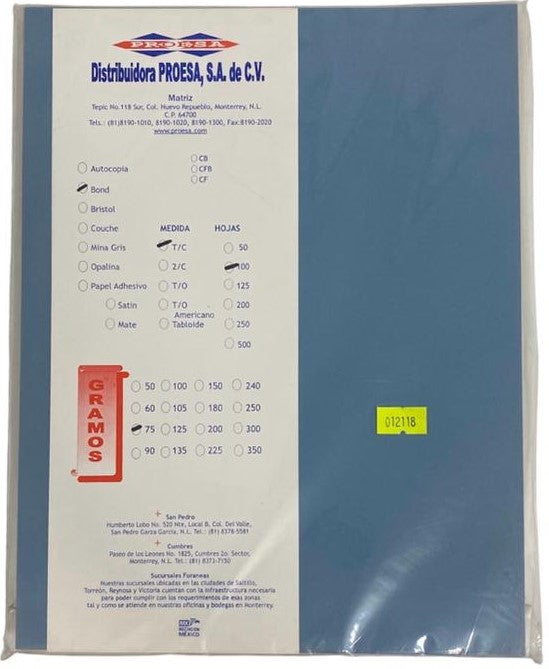 PROESA
Distribuidora PROESA, S.A. de C.V.
Matriz
Tepic No.118 Sur, Col. Nuevo Repueblo, Monterrey, N.L.
C.P. 64700
Tels.: (81)8190-1010, 8190-1020, 8190-1300, Fax:8190-2020
www.proesa.com
CB
Autocopia CFB
CF
Bond
Bristol
Couche MEDIDA HOJAS
Mina Gris T/C 50
Opalina 2/C 100
Papel Adhesivo T/O 125
Satin T/O 200
Americano
Mate Tabloide 250
500
GRAMOS
50 100 150 240
60 105 180 250
75 125 200 300
90 135 225 350
012118
San Pedro
Humberto Lobo No. 520 Nte, Local B, Col. Del Valle,
San Pedro Garza García, N.L. Tel.: (81) 8378-5581
Cumbres
Paseo de los Leones No. 1825, Cumbres 2o. Sector,
Monterrey, N.L. Tel.: (81) 8373-7150
Sucursales Foraneas
Nuestras sucursales ubicadas en las ciudades de Saltillo,
Torreón, Reynosa y Victoria cuentan con la infraestructura necesaria
para poder cumplir con los requerimientos de esas zonas
tal y como se atiende en nuestras oficinas y bodegas en Monterrey.
HECHO EN
MÉXICO